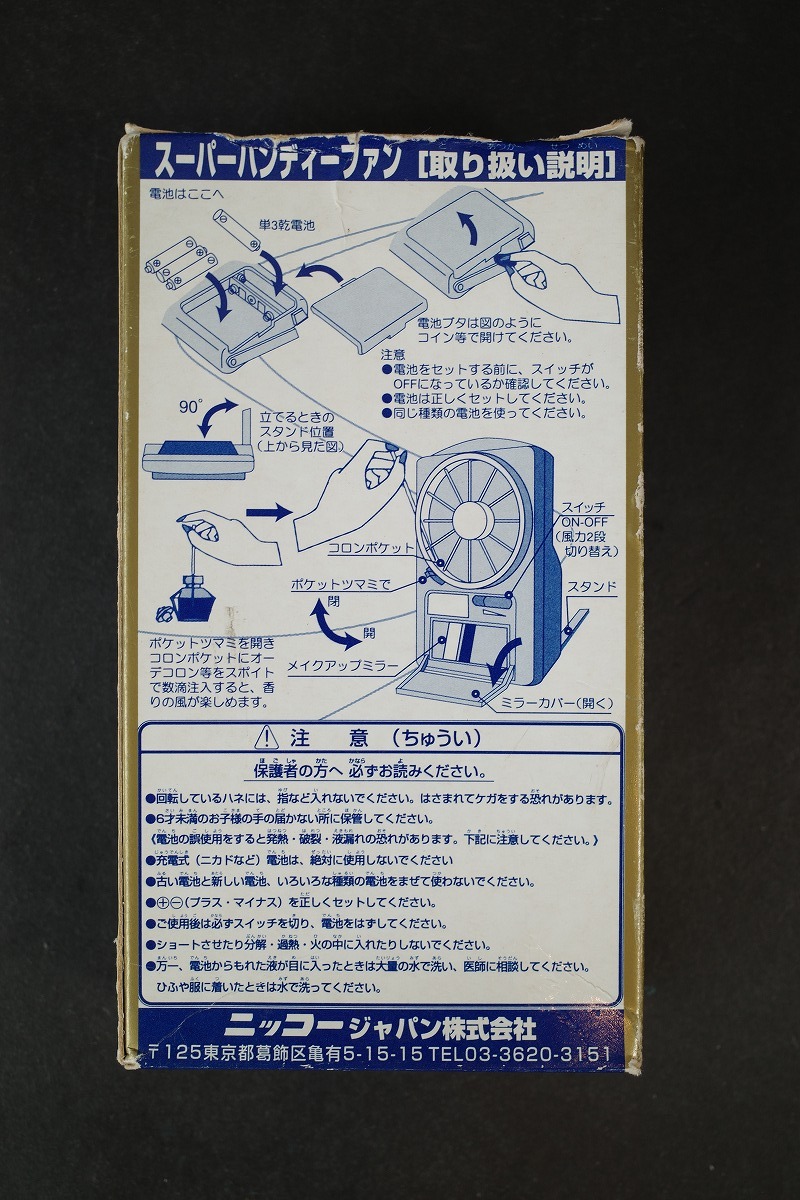 スーパーハンディーファン [取り扱い説明]
電池はここへ
単3乾電池
電池ブタは図のように
コイン等で開けてください。
注意
●電池をセットする前に、スイッチが
OFFになっているか確認してください。
●電池は正しくセットしてください。
●同じ種類の電池を使ってください。
90°
立てるときの
スタンド位置
(上から見た図)
スイッチ
ON-OFF
(風力2段
切り替え)
コロンポケット
ポケットツマミで
閉
開
スタンド
メイクアップミラー
ミラーカバー(開く)
ポケットツマミを開き
コロンポケットにオー
デコロン等をスポイト
で数滴注入すると、香
りの風が楽しめます。
⚠ 注 意 (ちゅうい)
保護者の方へ 必ずお読みください。
●回転しているハネには、指など入れないでください。はさまれてケガをする恐れがあります。
●6才未満のお子様の手の届かない所に保管してください。
《電池の誤使用をすると発熱・破裂・液漏れの恐れがあります。下記に注意してください。》
●充電式(ニカドなど)電池は、絶対に使用しないでください
●古い電池と新しい電池、いろいろな種類の電池をまぜて使わないでください。
●⊕⊖(プラス・マイナス)を正しくセットしてください。
●ご使用後は必ずスイッチを切り、電池をはずしてください。
●ショートさせたり分解・過熱・火の中に入れたりしないでください。
●万一、電池からもれた液が目に入ったときは大量の水で洗い、医師に相談してください。
ひふや服に着いたときは水で洗ってください。
ニッコージャパン株式会社
〒125東京都葛飾区亀有5-15-15 TEL03-3620-3151